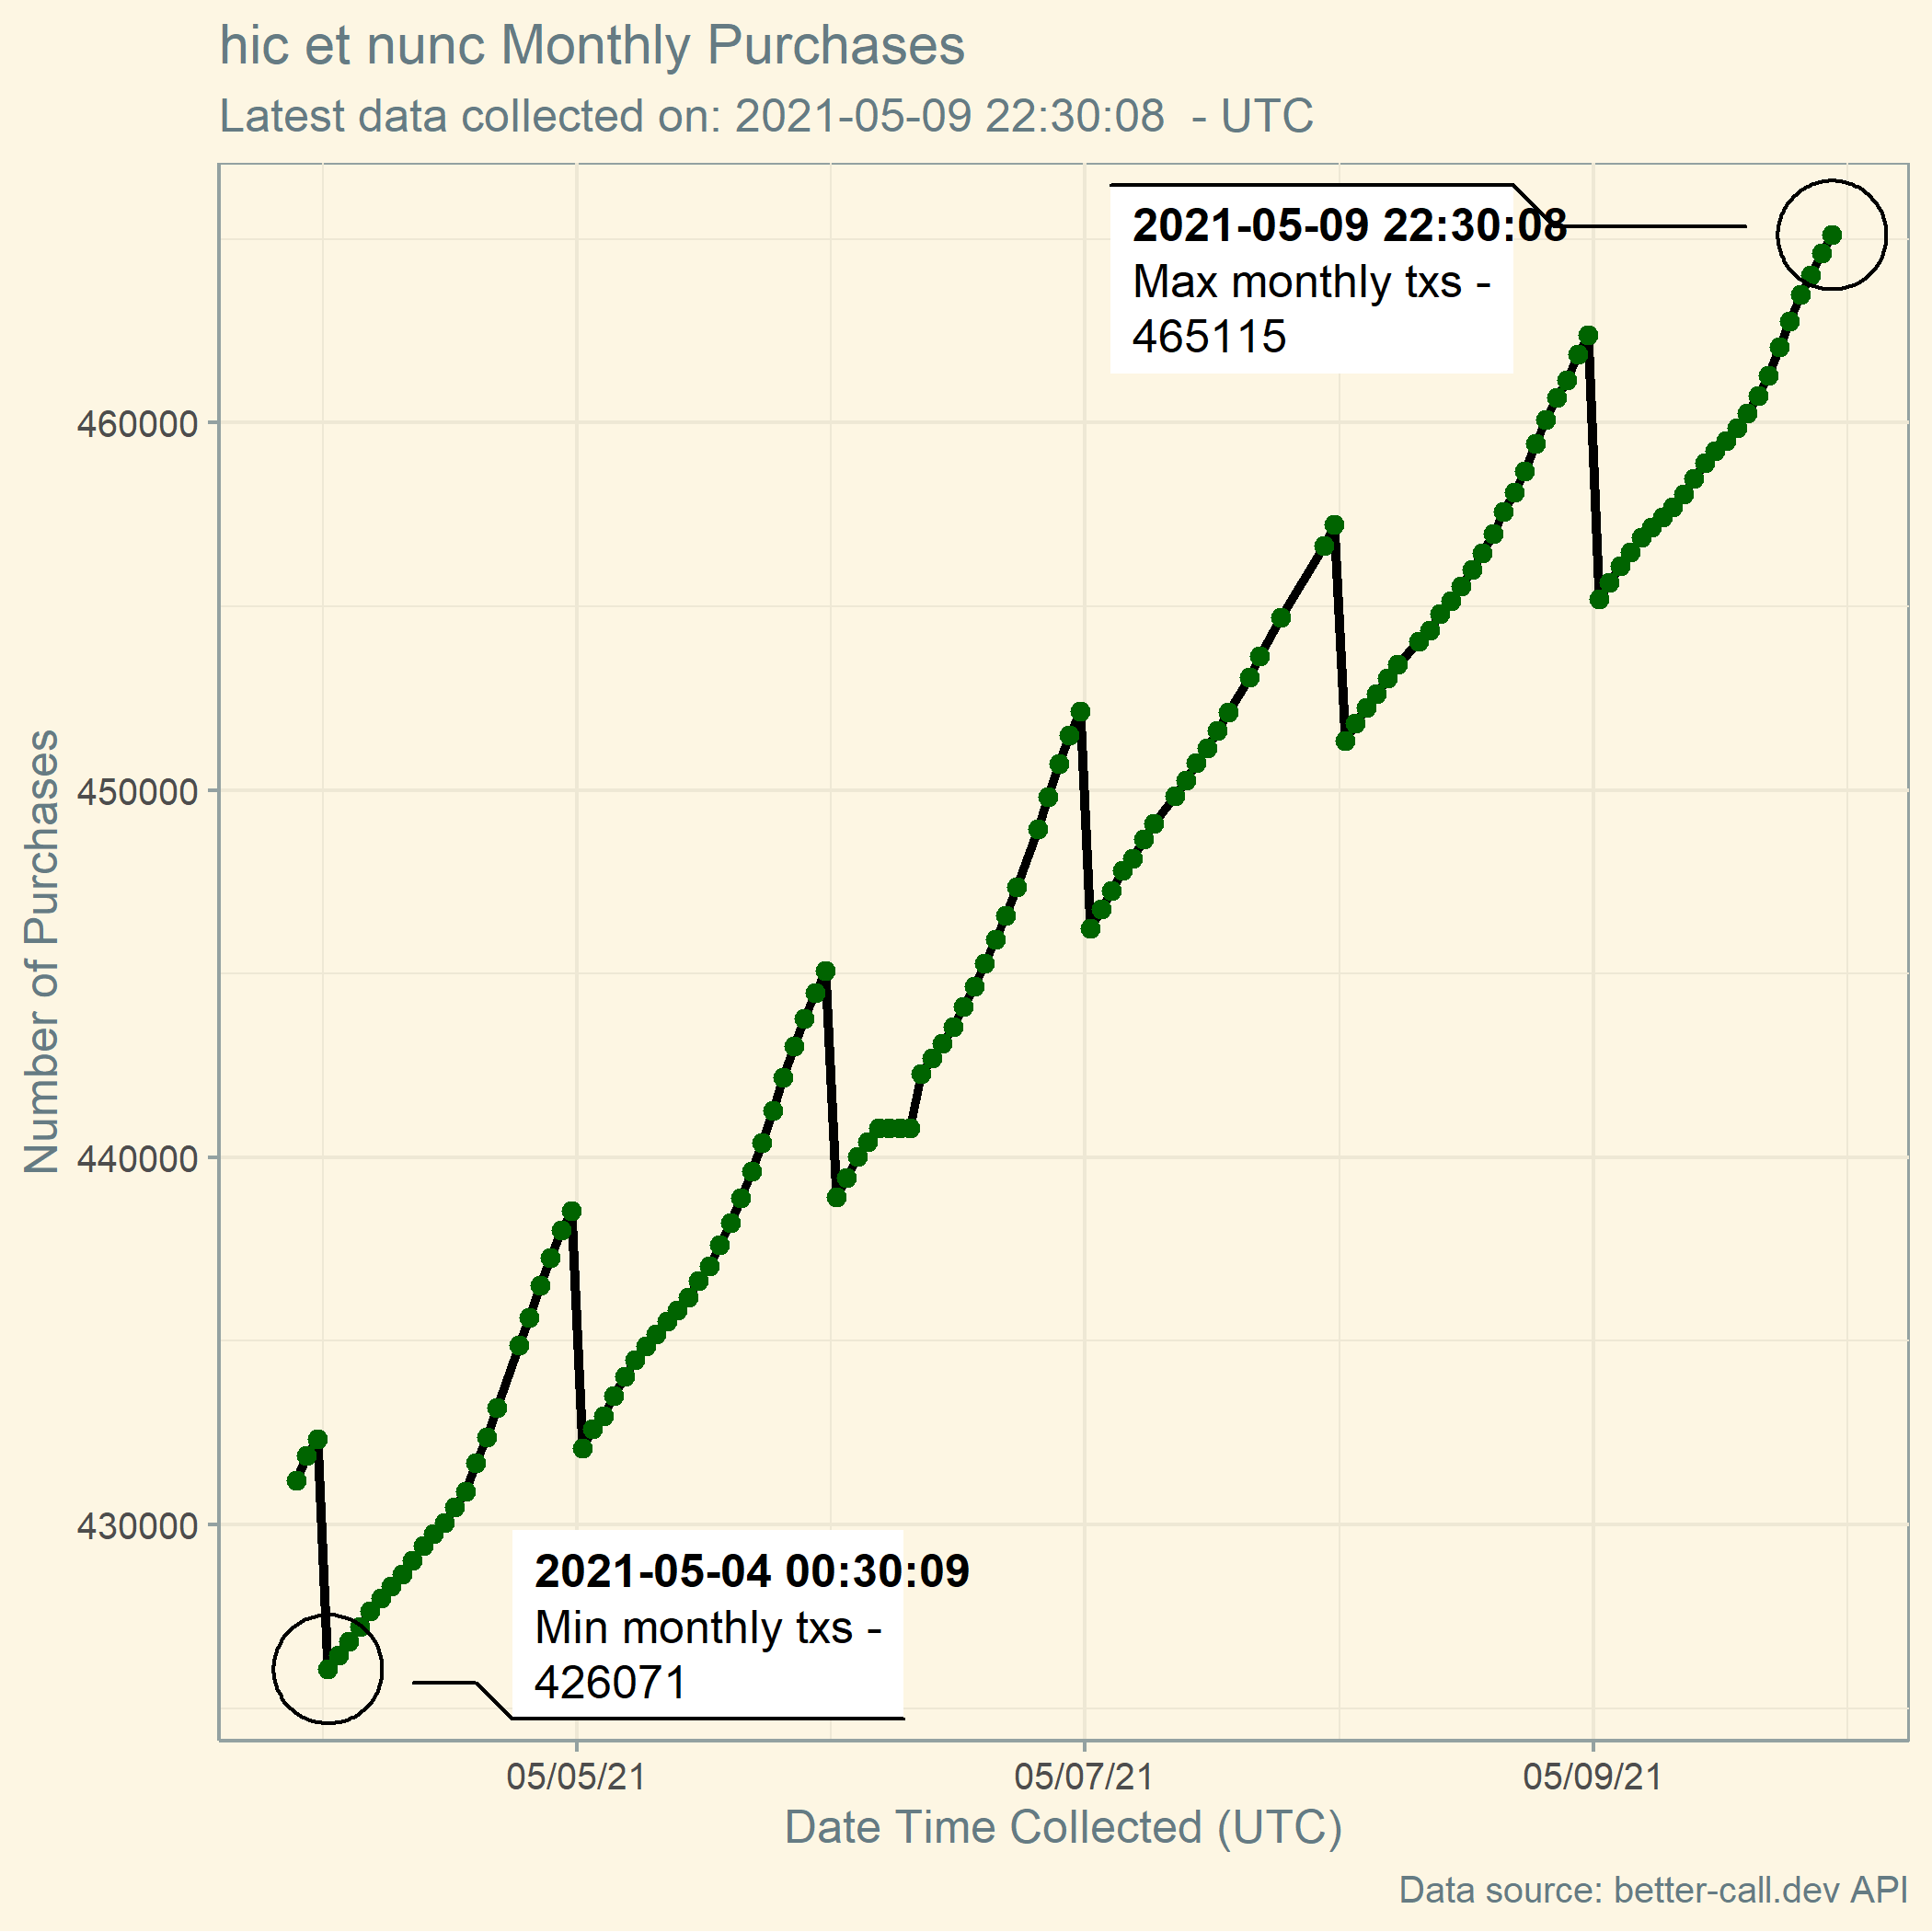 hic et nunc Monthly Purchases
Latest data collected on: 2021-05-09 22:30:08  - UTC
2021-05-09 22:30:08
Max monthly txs -
465115
460000
450000
440000
430000
Number of Purchases
2021-05-04 00:30:09
Min monthly txs -
426071
05/05/21
05/07/21
05/09/21
Date Time Collected (UTC)
Data source: better-call.dev API